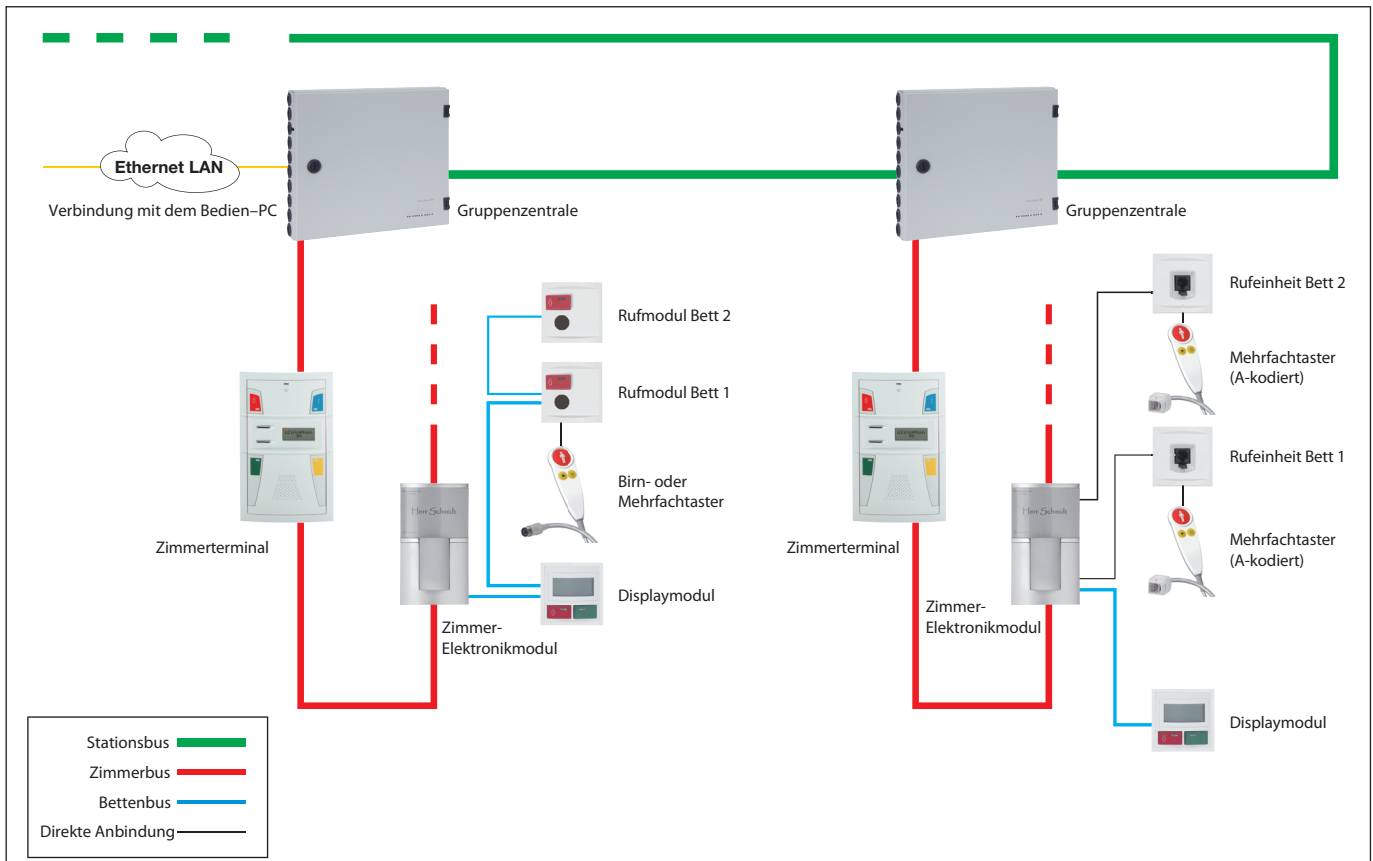 Ethernet LAN
Verbindung mit dem Bedien–PC
Gruppenzentrale
Gruppenzentrale
Rufmodul Bett 2
Rufmodul Bett 1
Birn- oder
Mehrfachtaster
Displaymodul
Zimmerterminal
Herr Schmidt
Zimmer-
Elektronikmodul
Rufeinheit Bett 2
Mehrfachtaster
(A-kodiert)
Rufeinheit Bett 1
Mehrfachtaster
(A-kodiert)
Zimmerterminal
Herr Schmidt
Zimmer-
Elektronikmodul
Displaymodul
Stationsbus
Zimmerbus
Bettenbus
Direkte Anbindung